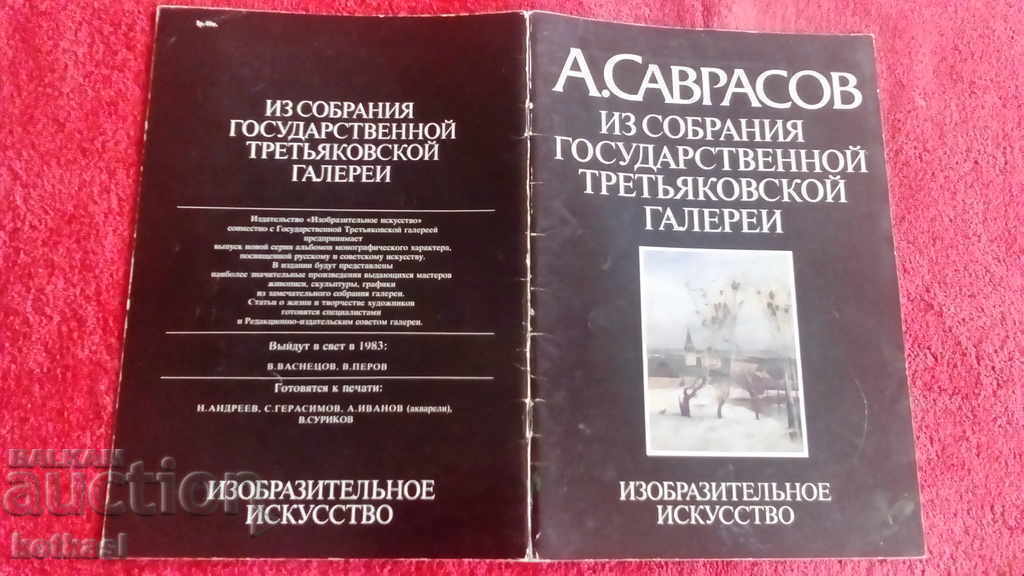 ИЗ СОБРАНИЯ
ГОСУДАРСТВЕННОЙ
ТРЕТЬЯКОВСКОЙ
ГАЛЕРЕИ
Издательство «Изобразительное искусство»
совместно с Государственной Третьяковской галереей
предпринимает
выпуск новой серии альбомов монографического характера,
посвященной русскому и советскому искусству.
В издании будут представлены
наиболее значительные произведения выдающихся мастеров
живописи, скульптуры, графики
из замечательного собрания галереи.
Статьи о жизни и творчестве художников
готовятся специалистами
и Редакционно-издательским советом галереи.
Выйдут в свет в 1983:
В.ВАСНЕЦОВ, В.ПЕРОВ
Готовятся к печати:
Н.АНДРЕЕВ, С.ГЕРАСИМОВ, А.ИВАНОВ (акварели),
В.СУРИКОВ
ИЗОБРАЗИТЕЛЬНОЕ
ИСКУССТВО
А.САВРАСОВ
ИЗ СОБРАНИЯ
ГОСУДАРСТВЕННОЙ
ТРЕТЬЯКОВСКОЙ
ГАЛЕРЕИ
ИЗОБРАЗИТЕЛЬНОЕ
ИСКУССТВО
BALKAN
auction
kothasl